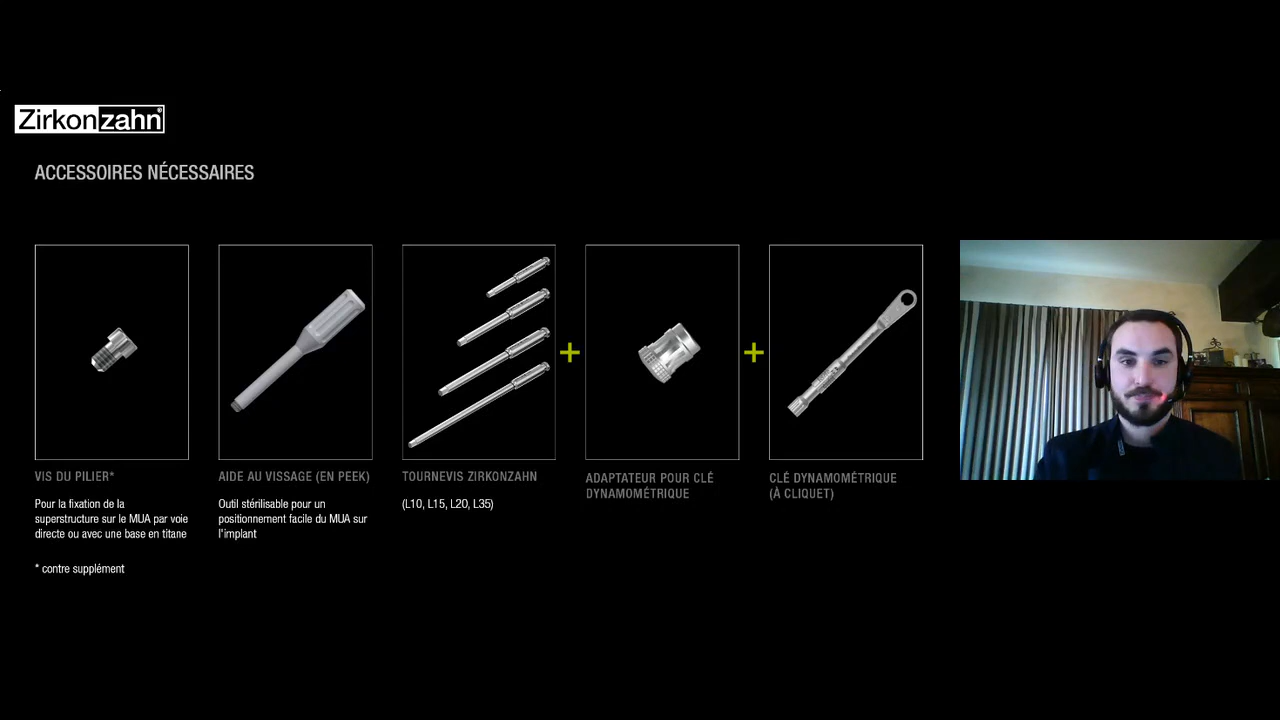 Zirkonzahn®
ACCESSOIRES NÉCESSAIRES
VIS DU PILIER*
Pour la fixation de la
superstructure sur le MUA par voie
directe ou avec une base en titane
* contre supplément
AIDE AU VISSAGE (EN PEEK)
Outil stérilisable pour un
positionnement facile du MUA sur
l'implant
TOURNEVIS ZIRKONZAHN
(L10, L15, L20, L35)
+
ADAPTATEUR POUR CLÉ
DYNAMOMÉTRIQUE
+
CLÉ DYNAMOMÉTRIQUE
(À CLIQUET)